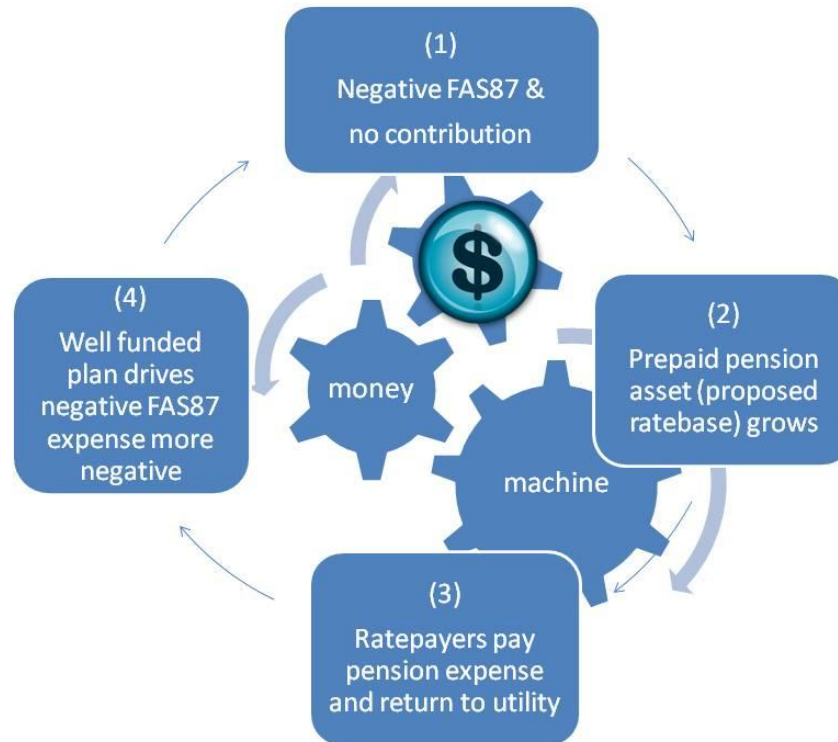 (1)
Negative FAS87 &
no contribution
$
(2)
Prepaid pension
asset (proposed
ratebase) grows
(4)
Well funded
plan drives
negative FAS87
expense more
negative
money
machine
(3)
Ratepayers pay
pension expense
and return to utility